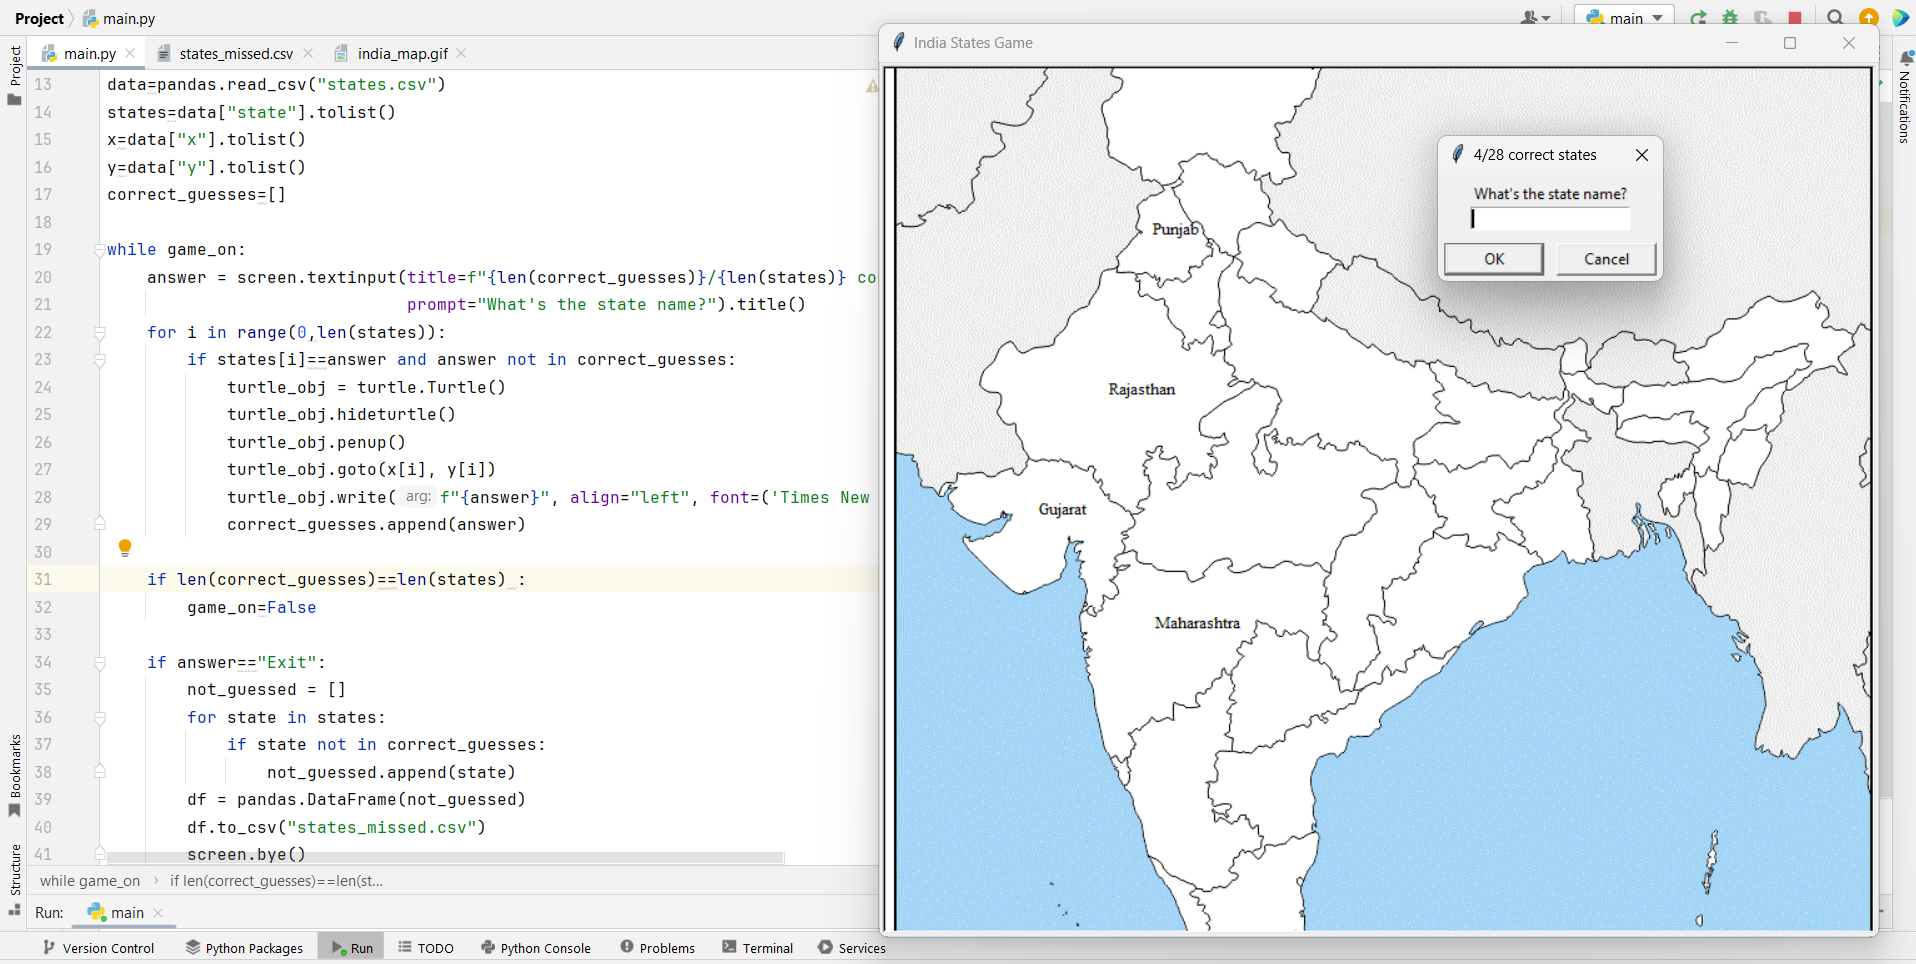 Project main.py
main
main.py states_missed.csv india_map.gif
Project
Notifications
13 data=pandas.read_csv("states.csv")
14 states=data["state"].tolist()
15 x=data["x"].tolist()
16 y=data["y"].tolist()
17 correct_guesses=[]
18
19 while game_on:
20 answer = screen.textinput(title=f"{len(correct_guesses)}/{len(states)} co
21 prompt="What's the state name?").title()
22 for i in range(0,len(states)):
23 if states[i]==answer and answer not in correct_guesses:
24 turtle_obj = turtle.Turtle()
25 turtle_obj.hideturtle()
26 turtle_obj.penup()
27 turtle_obj.goto(x[i], y[i])
28 turtle_obj.write( arg: f"{answer}", align="left", font=('Times New
29 correct_guesses.append(answer)
30
31 if len(correct_guesses)==len(states) :
32 game_on=False
33
34 if answer=="Exit":
35 not_guessed = []
36 for state in states:
37 if state not in correct_guesses:
38 not_guessed.append(state)
39 df = pandas.DataFrame(not_guessed)
40 df.to_csv("states_missed.csv")
41 screen.bye()
Bookmarks
Structure
while game_on › if len(correct_guesses)==len(st...
Run: main
Version Control Python Packages Run TODO Python Console Problems Terminal Services
India States Game
4/28 correct states
What's the state name?
OK Cancel
Punjab
Rajasthan
Gujarat
Maharashtra